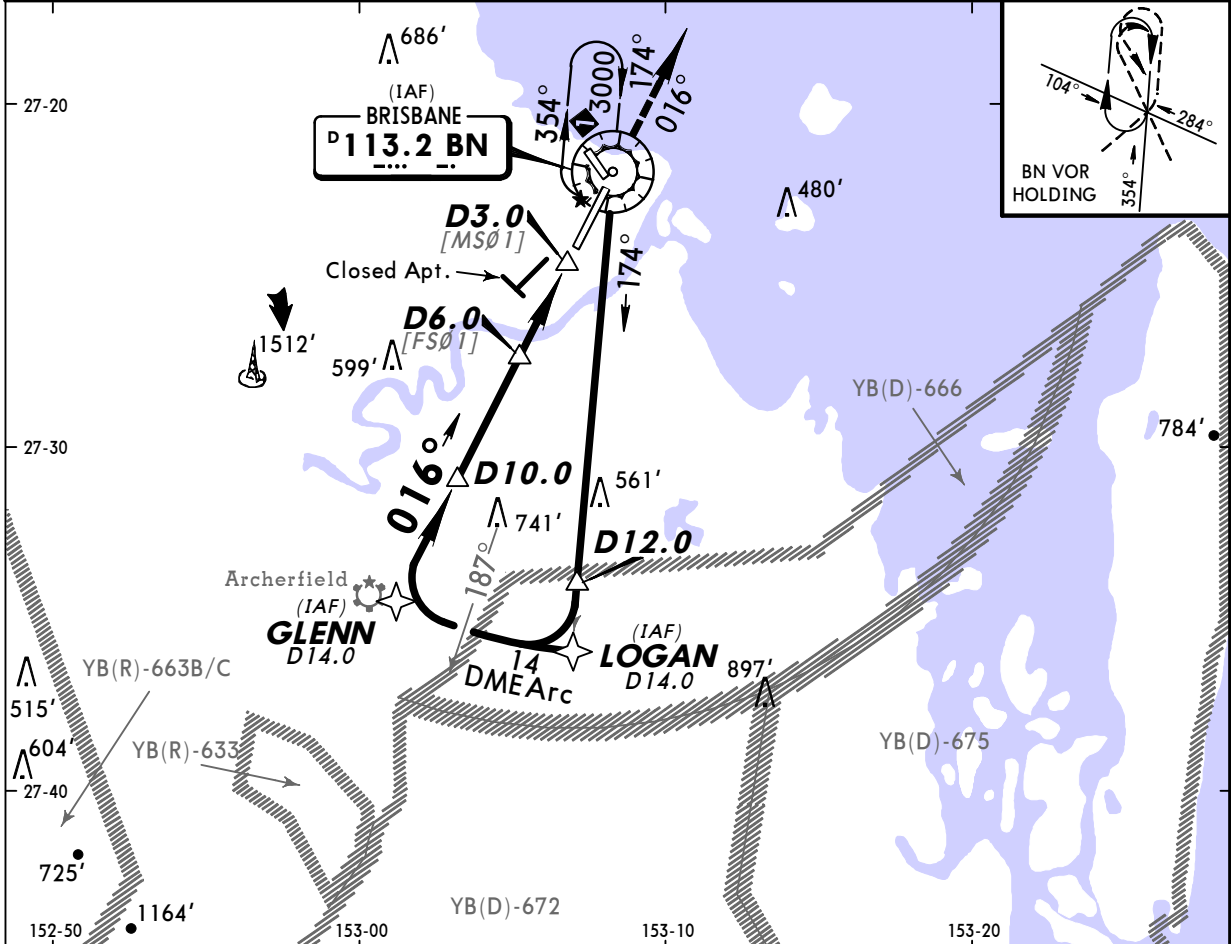 686'
(IAF)
BRISBANE
D 113.2 BN
354°
1
3000
174°
016°
104°
284°
354°
BN VOR
HOLDING
27-20
480'
D3.0
[MSØ1]
Closed Apt.
174°
D6.0
[FSØ1]
1512'
599'
YB(D)-666
784'
27-30
016°
D10.0
561'
741'
D12.0
187°
Archerfield
(IAF)
GLENN
D14.0
(IAF)
LOGAN
D14.0
14
DME Arc
897'
YB(R)-663B/C
515'
604'
YB(R)-633
YB(D)-675
27-40
725'
1164'
YB(D)-672
152-50
153-00
153-10
153-20